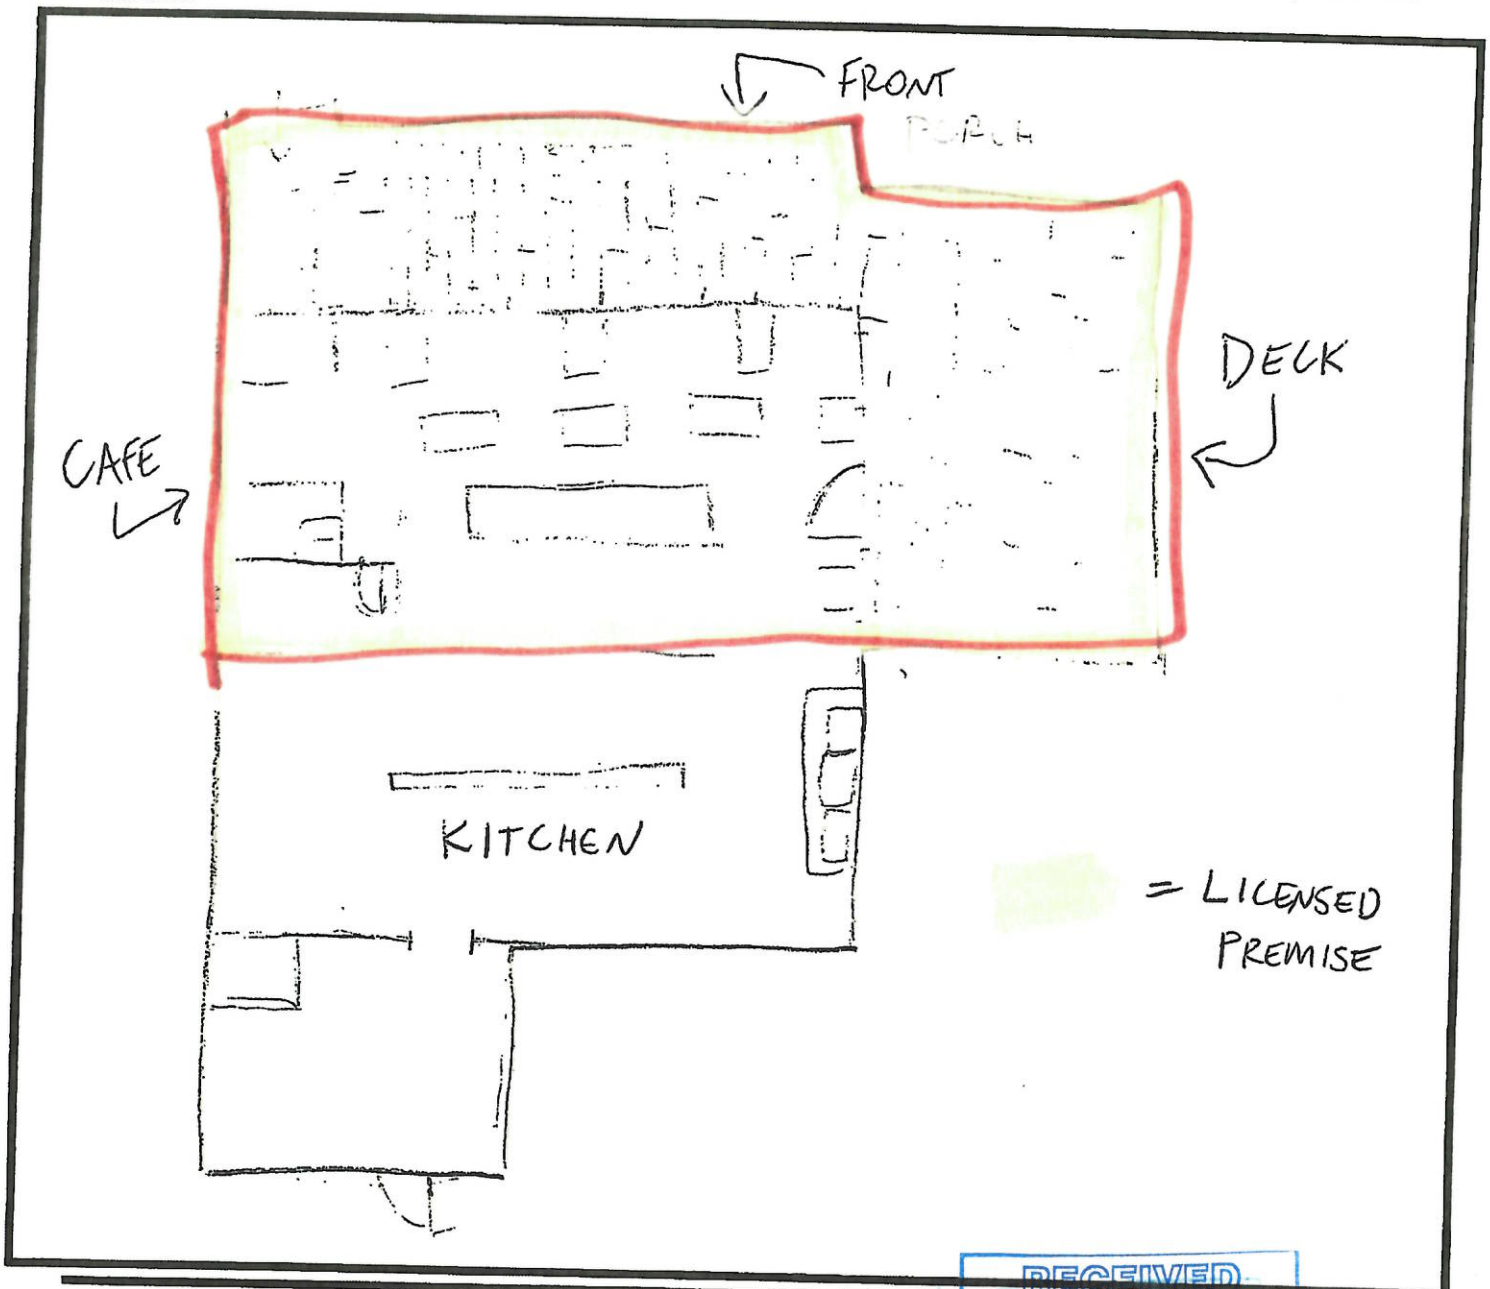 FRONT
PORCH
DECK
CAFE
KITCHEN
= LICENSED
PREMISE
RECEIVED